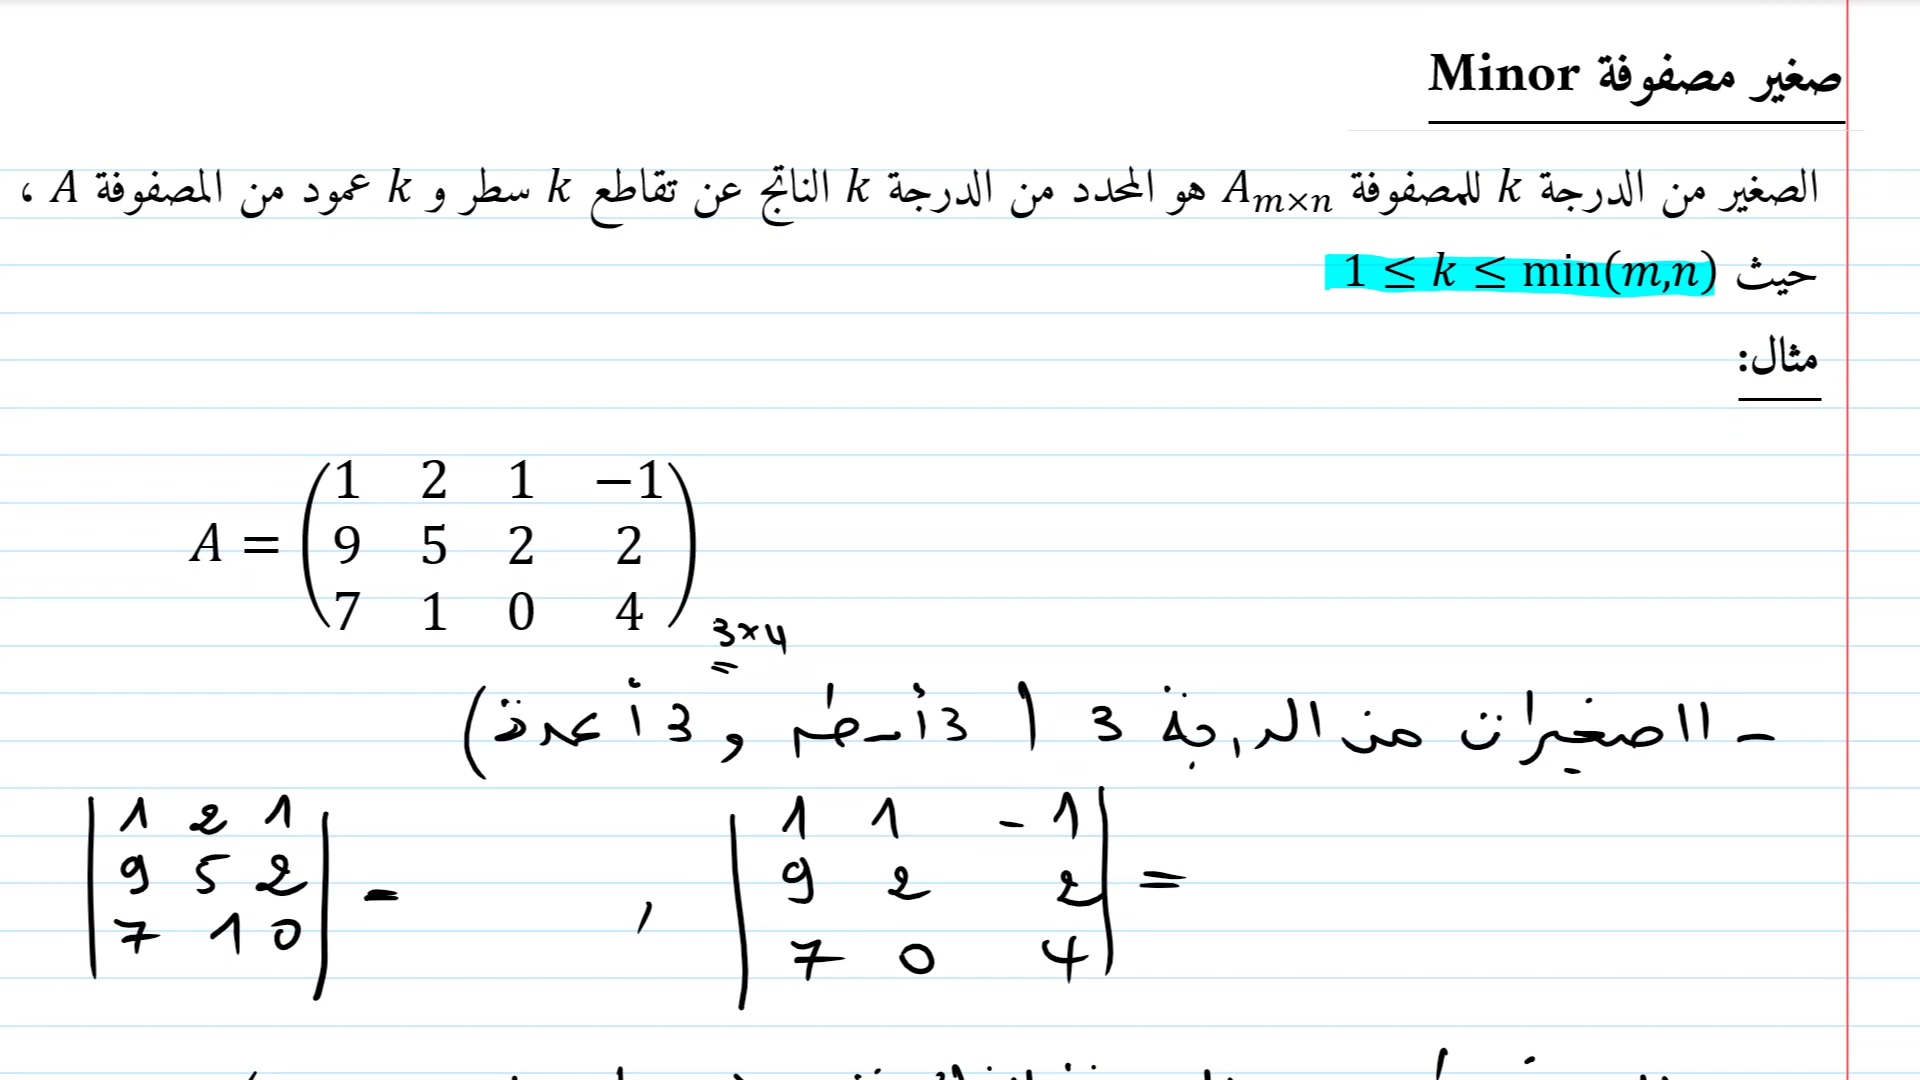 صغير مصفوفة Minor
الصغير من الدرجة k للمصفوفة A_{m×n} هو المحدد من الدرجة k الناتج عن تقاطع k سطر و k عمود من المصفوفة A ،
حيث 1 ≤ k ≤ min(m,n)
مثال:
A = ( 1 2 1 −1
9 5 2 2
7 1 0 4 ) 3×4
- الصغيرات من الدرجة 3 ( 3 أسطر و 3 أعمدة )
| 1 2 1 | | 1 1 -1 |
| 9 5 2 | = , | 9 2 2 | =
| 7 1 0 | | 7 0 4 |